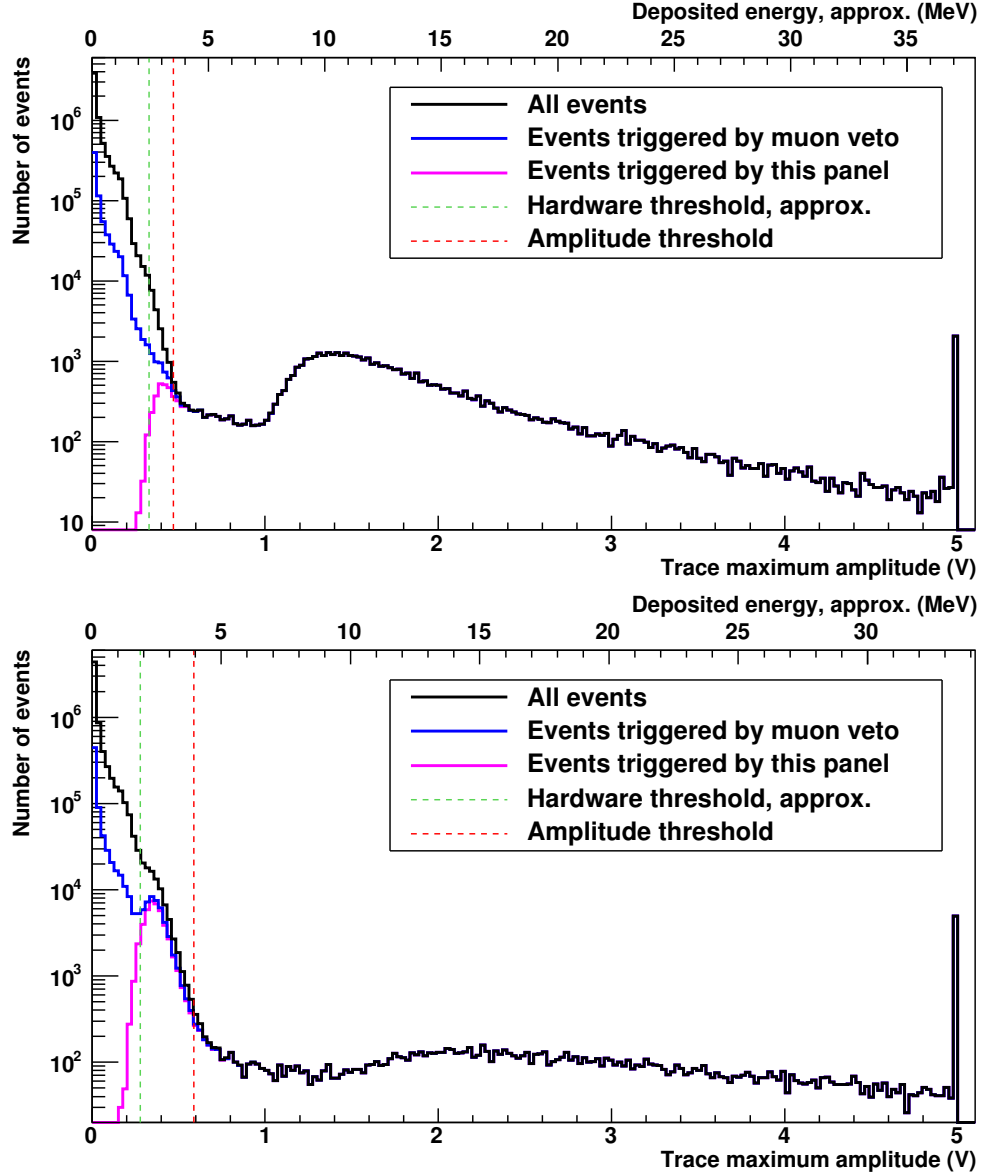 Deposited energy, approx. (MeV)
0 5 10 15 20 25 30 35
Number of events
10^6
10^5
10^4
10^3
10^2
10
All events
Events triggered by muon veto
Events triggered by this panel
Hardware threshold, approx.
Amplitude threshold
0 1 2 3 4 5
Trace maximum amplitude (V)
Deposited energy, approx. (MeV)
0 5 10 15 20 25 30
Number of events
10^6
10^5
10^4
10^3
10^2
All events
Events triggered by muon veto
Events triggered by this panel
Hardware threshold, approx.
Amplitude threshold
0 1 2 3 4 5
Trace maximum amplitude (V)